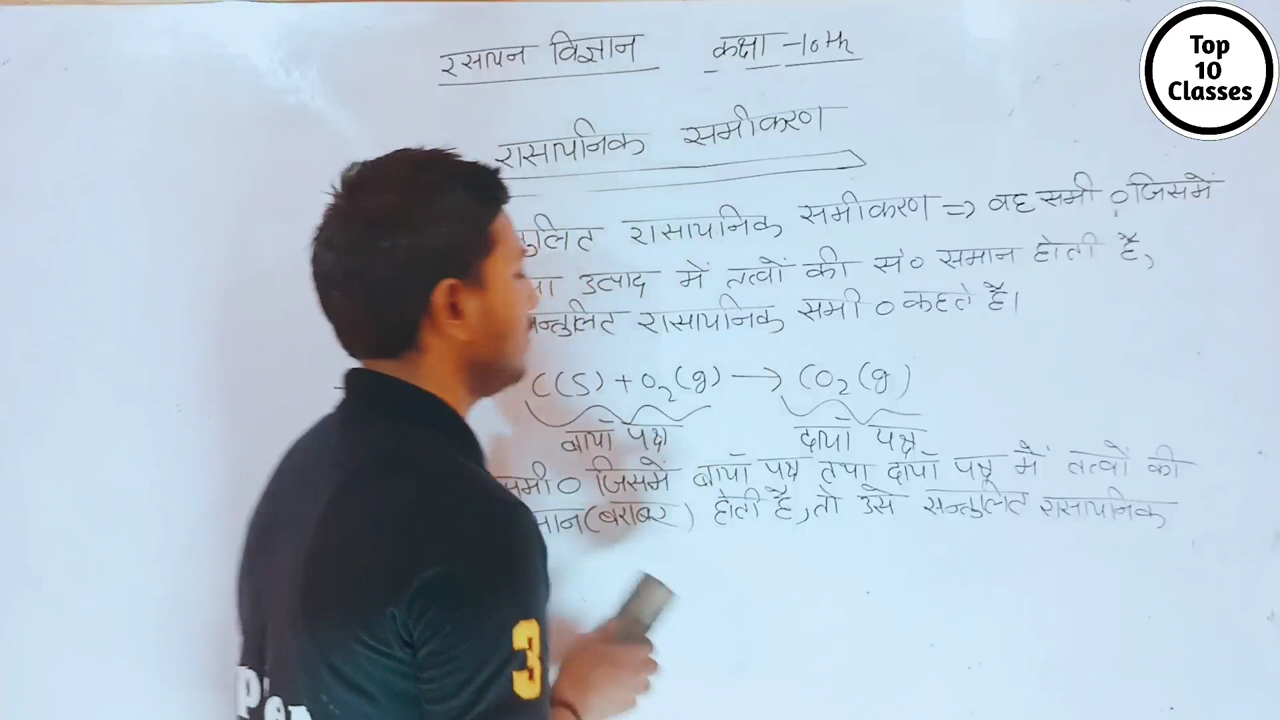 रसायन विज्ञान कक्षा -10th
रासायनिक समीकरण
रासायनिक समीकरण => वह समी० जिसमें
उत्पाद में तत्वों की सं० समान होती है,
रासायनिक समी० कहते है।
C(S) + O₂(g) → CO₂(g)
बायाँ पक्ष दायाँ पक्ष
समी० जिसमें बायाँ पक्ष तथा दायाँ पक्ष में तत्वों की
(बराबर) होती है, तो उसे सन्तुलित रासायनिक
Top
10
Classes
3